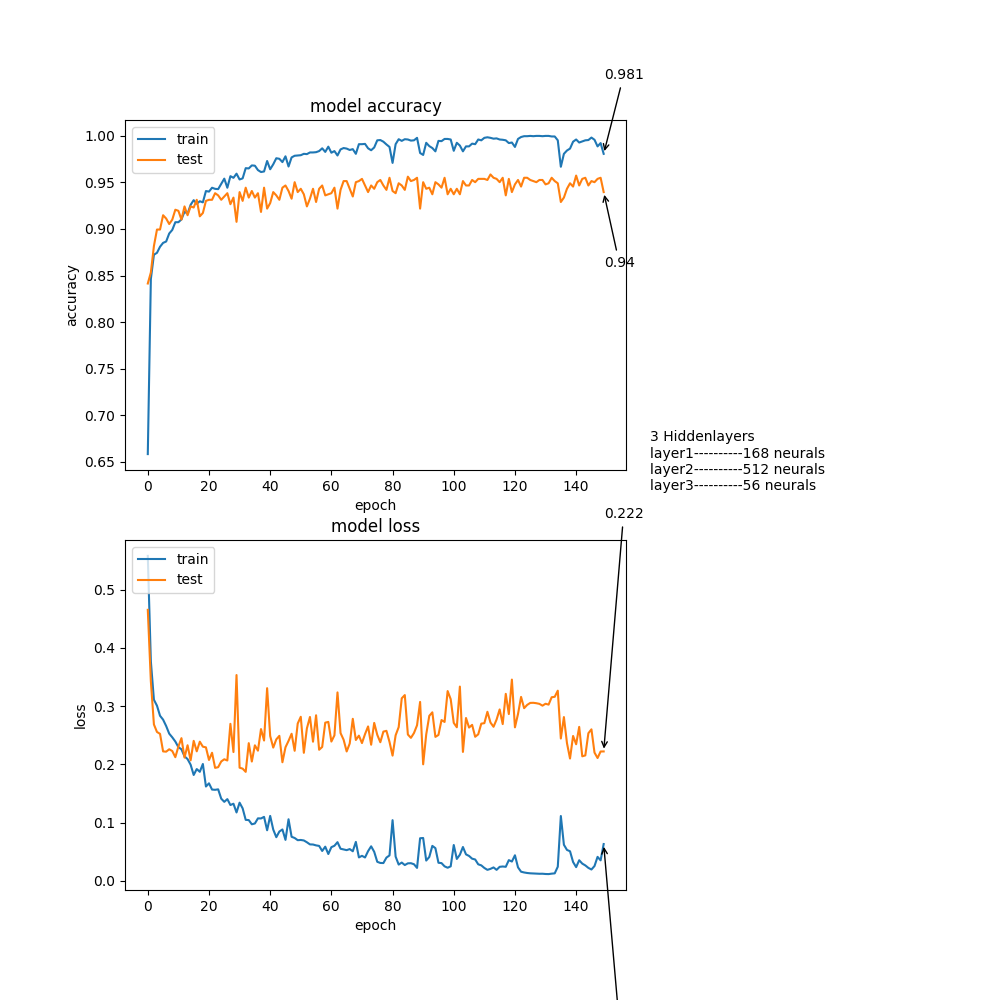 0.981
model accuracy
train
test
1.00
0.95
0.90
0.85
0.80
0.75
0.70
0.65
accuracy
0.94
0 20 40 60 80 100 120 140
epoch
3 Hiddenlayers
layer1----------168 neurals
layer2----------512 neurals
layer3----------56 neurals
0.222
model loss
train
test
0.5
0.4
0.3
0.2
0.1
0.0
loss
0 20 40 60 80 100 120 140
epoch